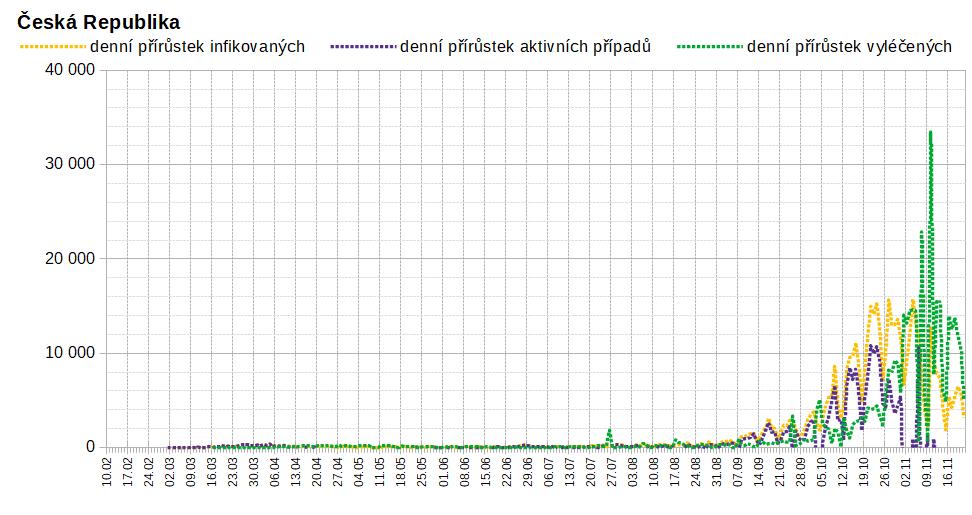 Česká Republika
denní přírůstek infikovaných denní přírůstek aktivních případů denní přírůstek vyléčených
40 000
30 000
20 000
10 000
0
10.02 17.02 24.02 02.03 09.03 16.03 23.03 30.03 06.04 13.04 20.04 27.04 04.05 11.05 18.05 25.05 01.06 08.06 15.06 22.06 29.06 06.07 13.07 20.07 27.07 03.08 10.08 17.08 24.08 31.08 07.09 14.09 21.09 28.09 05.10 12.10 19.10 26.10 02.11 09.11 16.11